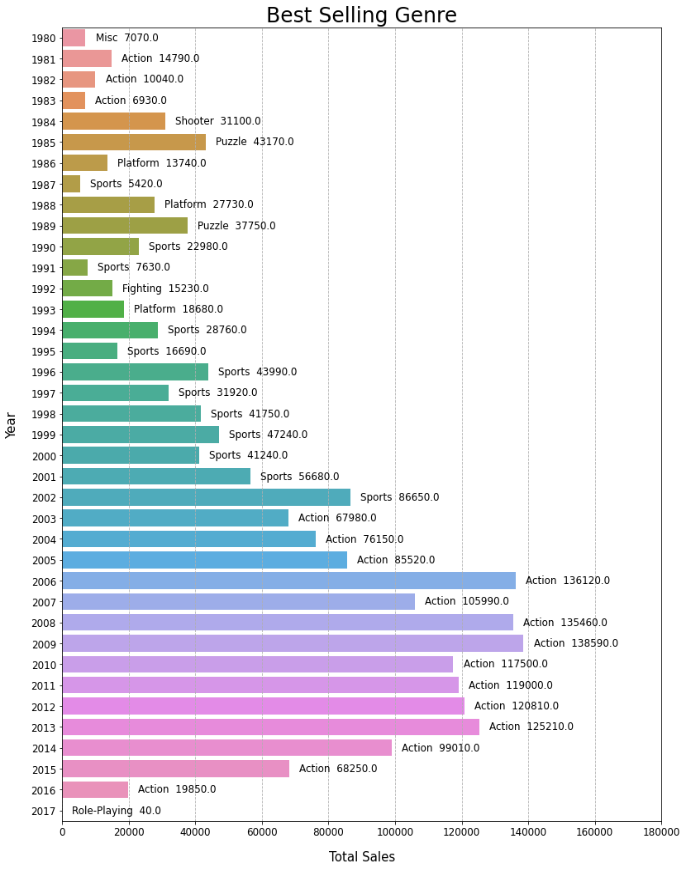 Best Selling Genre
1980 Misc 7070.0
1981 Action 14790.0
1982 Action 10040.0
1983 Action 6930.0
1984 Shooter 31100.0
1985 Puzzle 43170.0
1986 Platform 13740.0
1987 Sports 5420.0
1988 Platform 27730.0
1989 Puzzle 37750.0
1990 Sports 22980.0
1991 Sports 7630.0
1992 Fighting 15230.0
1993 Platform 18680.0
1994 Sports 28760.0
1995 Sports 16690.0
1996 Sports 43990.0
1997 Sports 31920.0
1998 Sports 41750.0
Year
1999 Sports 47240.0
2000 Sports 41240.0
2001 Sports 56680.0
2002 Sports 86650.0
2003 Action 67980.0
2004 Action 76150.0
2005 Action 85520.0
2006 Action 136120.0
2007 Action 105990.0
2008 Action 135460.0
2009 Action 138590.0
2010 Action 117500.0
2011 Action 119000.0
2012 Action 120810.0
2013 Action 125210.0
2014 Action 99010.0
2015 Action 68250.0
2016 Action 19850.0
2017 Role-Playing 40.0
0 20000 40000 60000 80000 100000 120000 140000 160000 180000
Total Sales